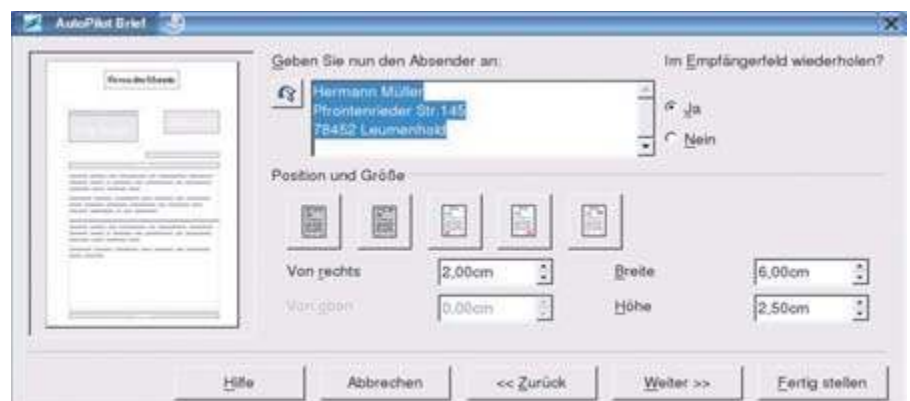 AutoPilot Brief
Geben Sie nun den Absender an:
Im Empfängerfeld wiederholen?
Hermann Müller
Pfrontenrieder Str.145
78452 Leumenhold
Ja
Nein
Position und Größe
Von rechts
2,00cm
Breite
6,00cm
Von oben
0,00cm
Höhe
2,50cm
Hilfe
Abbrechen
<< Zurück
Weiter >>
Fertig stellen